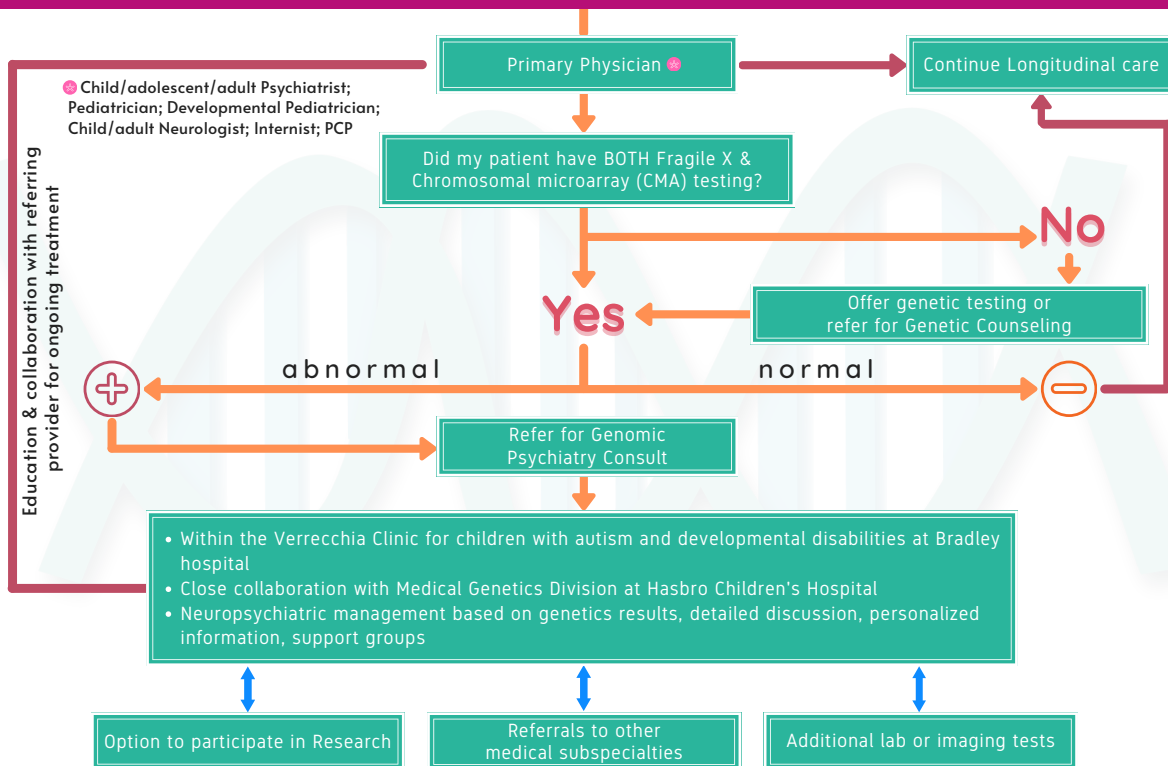 Primary Physician
Continue Longitudinal care
Child/adolescent/adult Psychiatrist;
Pediatrician; Developmental Pediatrician;
Child/adult Neurologist; Internist; PCP
Did my patient have BOTH Fragile X &
Chromosomal microarray (CMA) testing?
No
Offer genetic testing or
refer for Genetic Counseling
Yes
abnormal
normal
Education & collaboration with referring
provider for ongoing treatment
Refer for Genomic
Psychiatry Consult
• Within the Verrecchia Clinic for children with autism and developmental disabilities at Bradley
hospital
• Close collaboration with Medical Genetics Division at Hasbro Children's Hospital
• Neuropsychiatric management based on genetics results, detailed discussion, personalized
information, support groups
Option to participate in Research
Referrals to other
medical subspecialties
Additional lab or imaging tests